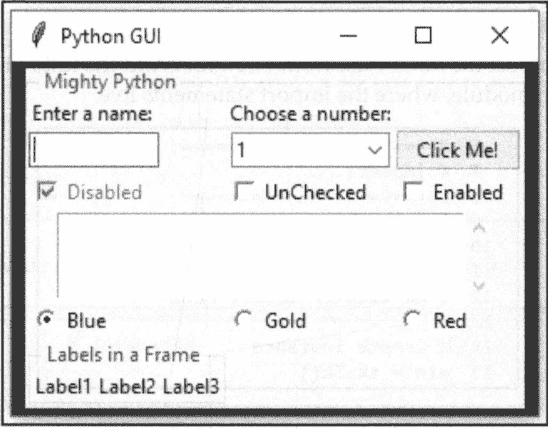 Python GUI
Mighty Python
Enter a name: Choose a number:
1 Click Me!
Disabled UnChecked Enabled
Blue Gold Red
Labels in a Frame
Label1 Label2 Label3